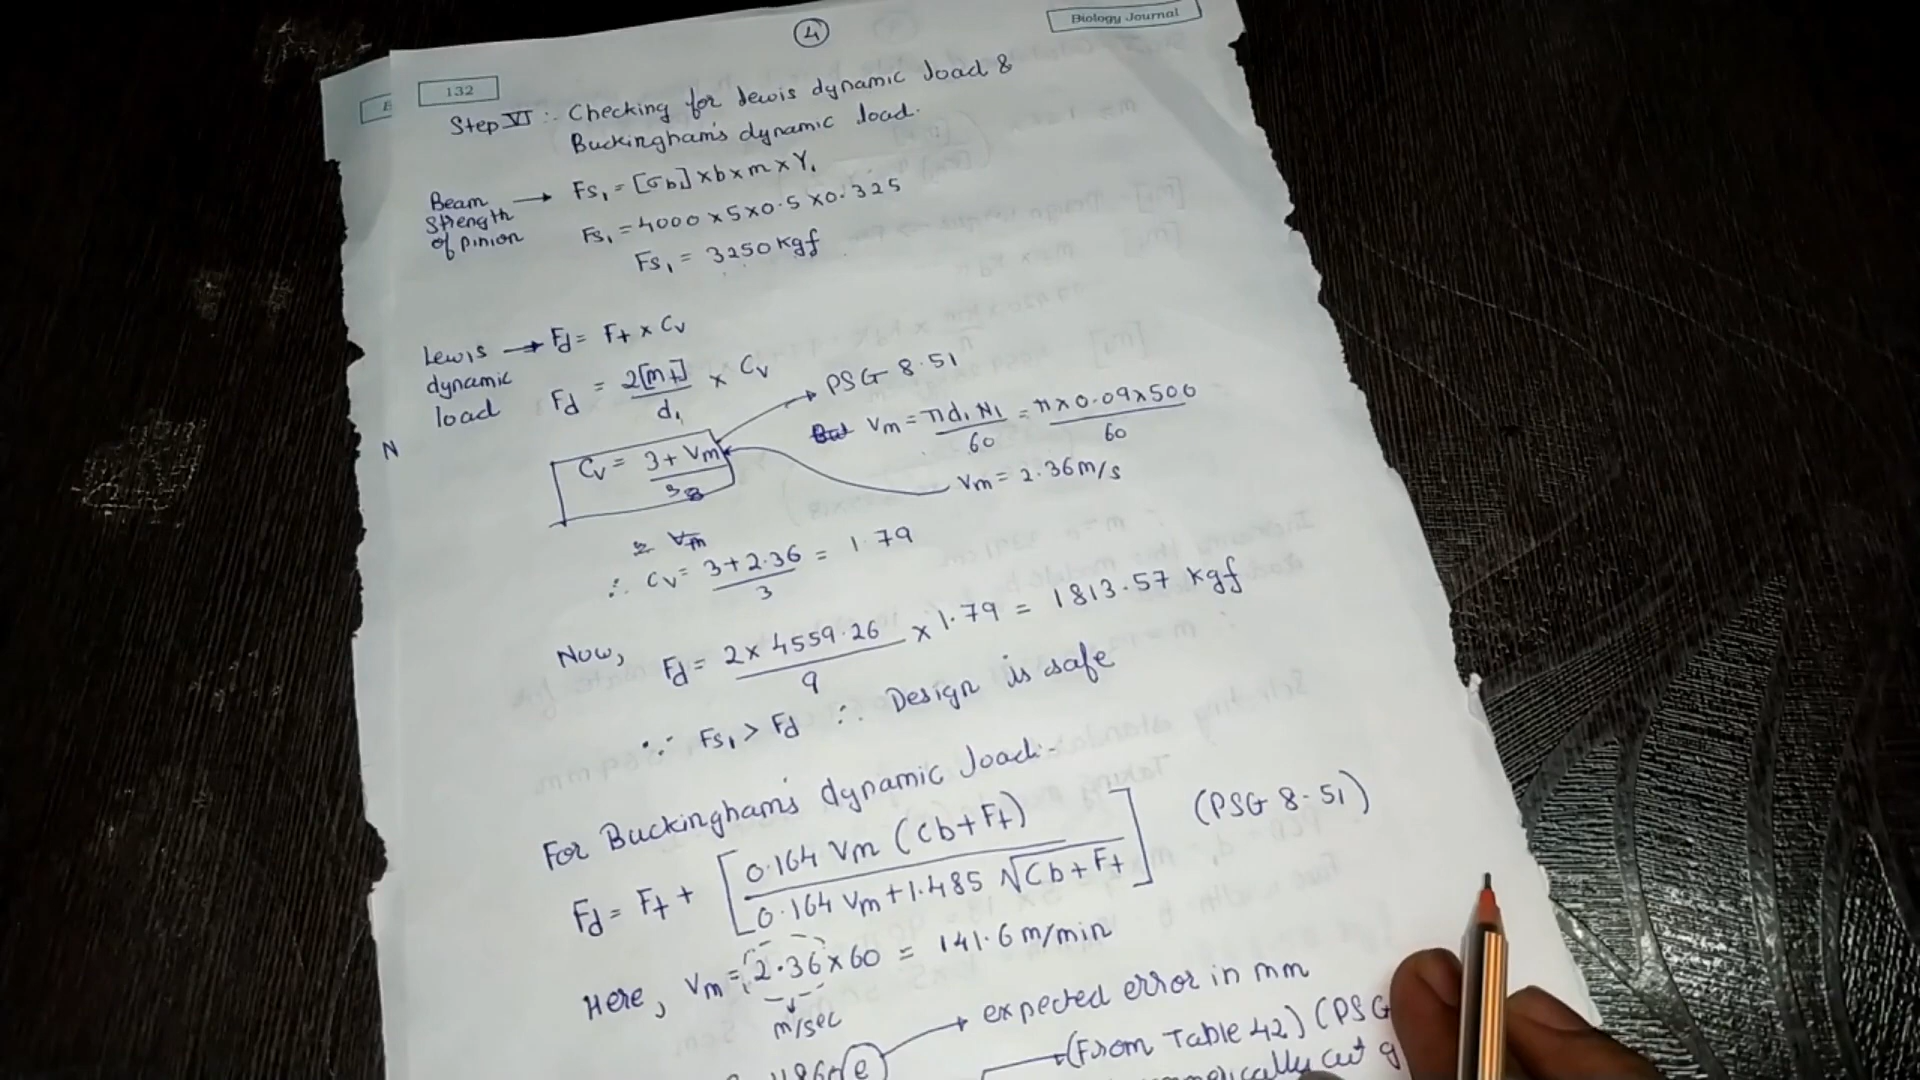 4
Biology Journal
132
Step VI :- Checking for Lewis dynamic load &
Buckingham's dynamic load.
Beam Strength of pinion → Fs₁ = [σb₁] × b × m × Y₁
Fs₁ = 4000 × 5 × 0.5 × 0.325
Fs₁ = 3250 kgf
Lewis dynamic load → Fd = Ft × Cv
Fd = 2[mt]/d₁ × Cv
PSG 8.51
Vm = πd₁N₁/60 = π×0.09×500/60
N
Cv = 3+Vm/3
Vm = 2.36 m/s
∴ Cv = 3+2.36/3 = 1.79
Now, Fd = 2×4559.26/9 × 1.79 = 1813.57 kgf
∵ Fs₁ > Fd ∴ Design is safe
For Buckingham's dynamic load:-
Fd = Ft + [0.164 Vm (Cb+Ft)/0.164 Vm + 1.485 √Cb+Ft] (PSG 8.51)
Here, Vm = 2.36×60 = 141.6 m/min
m/sec
expected error in mm
e
(From Table 42) (PSG
cut g